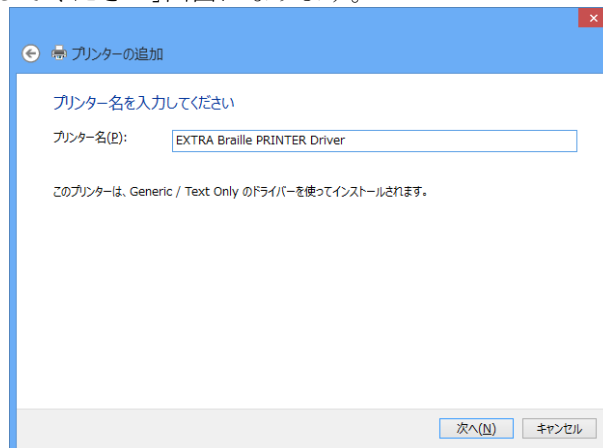 プリンターの追加
プリンター名を入力してください
プリンター名(P): EXTRA Braille PRINTER Driver
このプリンターは、Generic / Text Only のドライバーを使ってインストールされます。
次へ(N) キャンセル